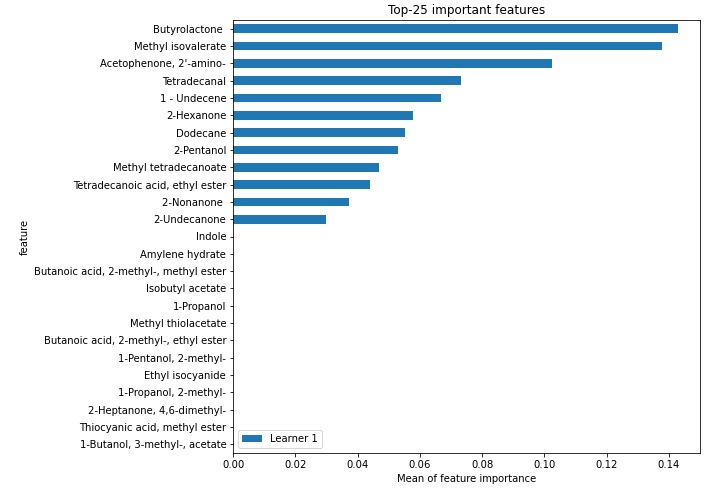 Top-25 important features
Butyrolactone
Methyl isovalerate
Acetophenone, 2'-amino-
Tetradecanal
1 - Undecene
2-Hexanone
Dodecane
2-Pentanol
Methyl tetradecanoate
Tetradecanoic acid, ethyl ester
2-Nonanone
2-Undecanone
Indole
Amylene hydrate
Butanoic acid, 2-methyl-, methyl ester
Isobutyl acetate
1-Propanol
Methyl thiolacetate
Butanoic acid, 2-methyl-, ethyl ester
1-Pentanol, 2-methyl-
Ethyl isocyanide
1-Propanol, 2-methyl-
2-Heptanone, 4,6-dimethyl-
Thiocyanic acid, methyl ester
1-Butanol, 3-methyl-, acetate
feature
Learner 1
0.00 0.02 0.04 0.06 0.08 0.10 0.12 0.14
Mean of feature importance